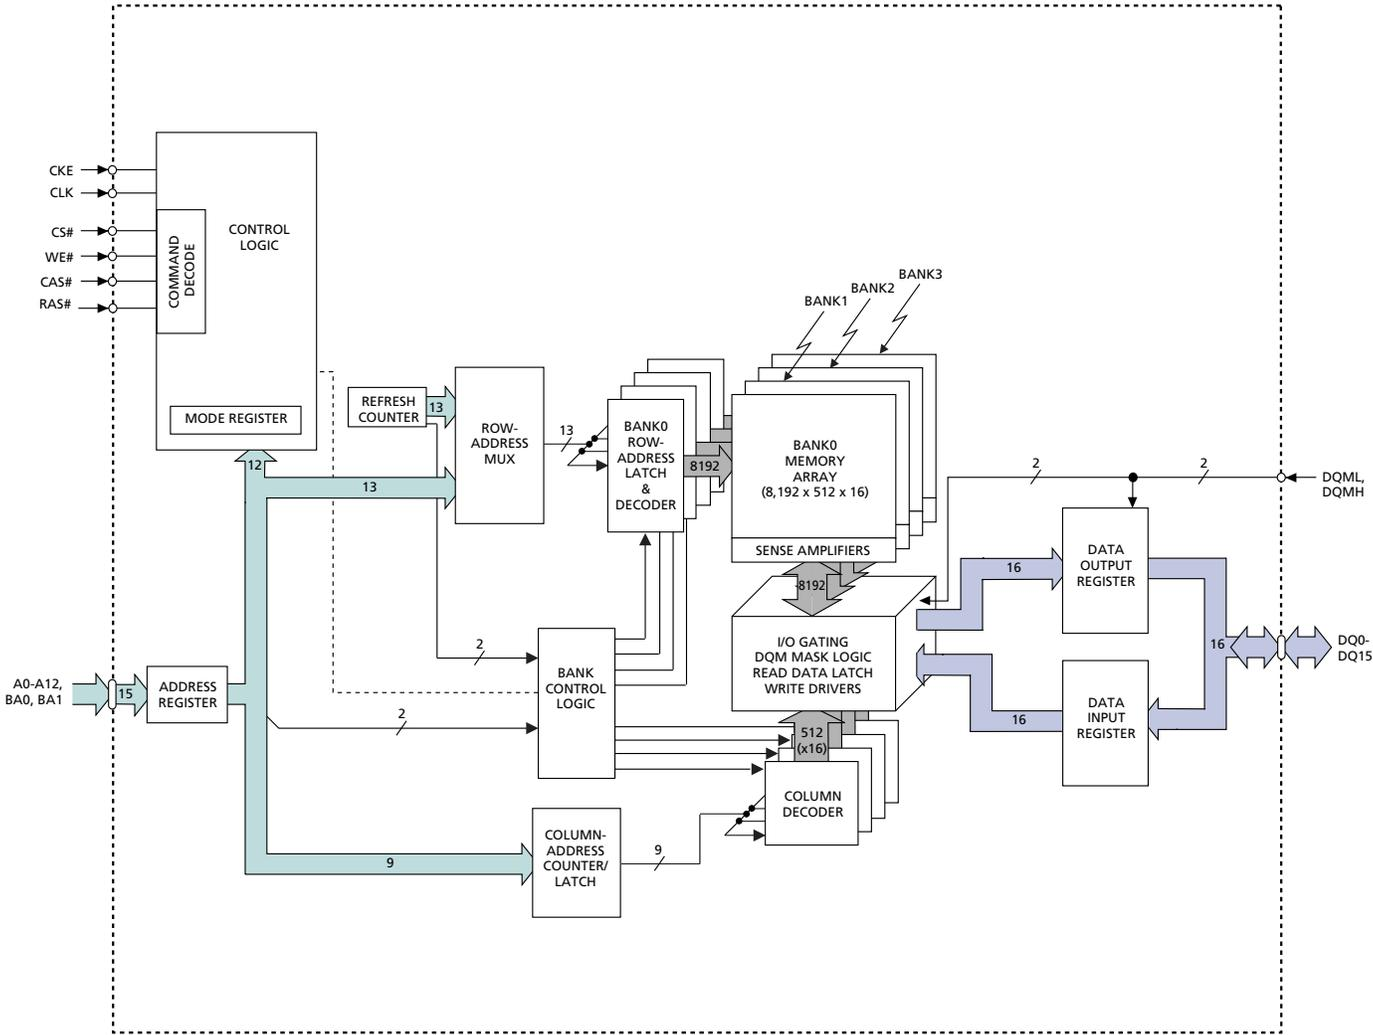 CKE
CLK
CS#
WE#
CAS#
RAS#
COMMAND
DECODE
CONTROL
LOGIC
MODE REGISTER
12
REFRESH
COUNTER
13
13
ROW-
ADDRESS
MUX
13
BANK0
ROW-
ADDRESS
LATCH
&
DECODER
8192
BANK1
BANK2
BANK3
BANK0
MEMORY
ARRAY
(8,192 x 512 x 16)
SENSE AMPLIFIERS
8192
I/O GATING
DQM MASK LOGIC
READ DATA LATCH
WRITE DRIVERS
2
2
DQML,
DQMH
DATA
OUTPUT
REGISTER
16
16
DQ0-
DQ15
DATA
INPUT
REGISTER
16
A0-A12,
BA0, BA1
15
ADDRESS
REGISTER
2
2
BANK
CONTROL
LOGIC
512
(x16)
COLUMN
DECODER
9
COLUMN-
ADDRESS
COUNTER/
LATCH
9